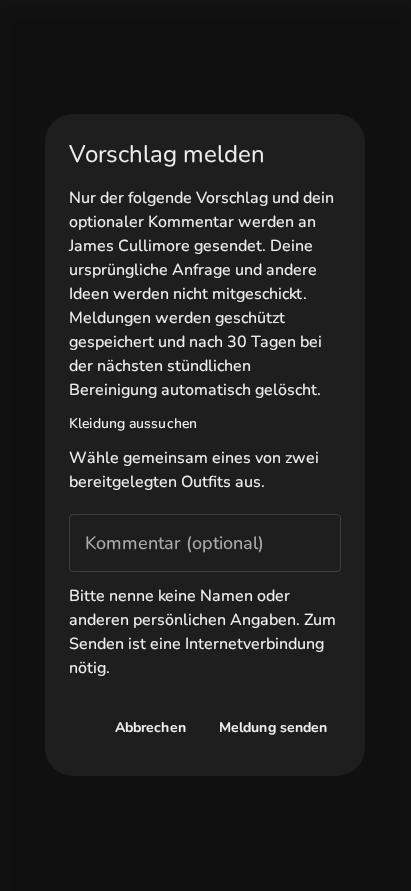 Vorschlag melden
Nur der folgende Vorschlag und dein
optionaler Kommentar werden an
James Cullimore gesendet. Deine
ursprüngliche Anfrage und andere
Ideen werden nicht mitgeschickt.
Meldungen werden geschützt
gespeichert und nach 30 Tagen bei
der nächsten stündlichen
Bereinigung automatisch gelöscht.
Kleidung aussuchen
Wähle gemeinsam eines von zwei
bereitgelegten Outfits aus.
Kommentar (optional)
Bitte nenne keine Namen oder
anderen persönlichen Angaben. Zum
Senden ist eine Internetverbindung
nötig.
Abbrechen Meldung senden